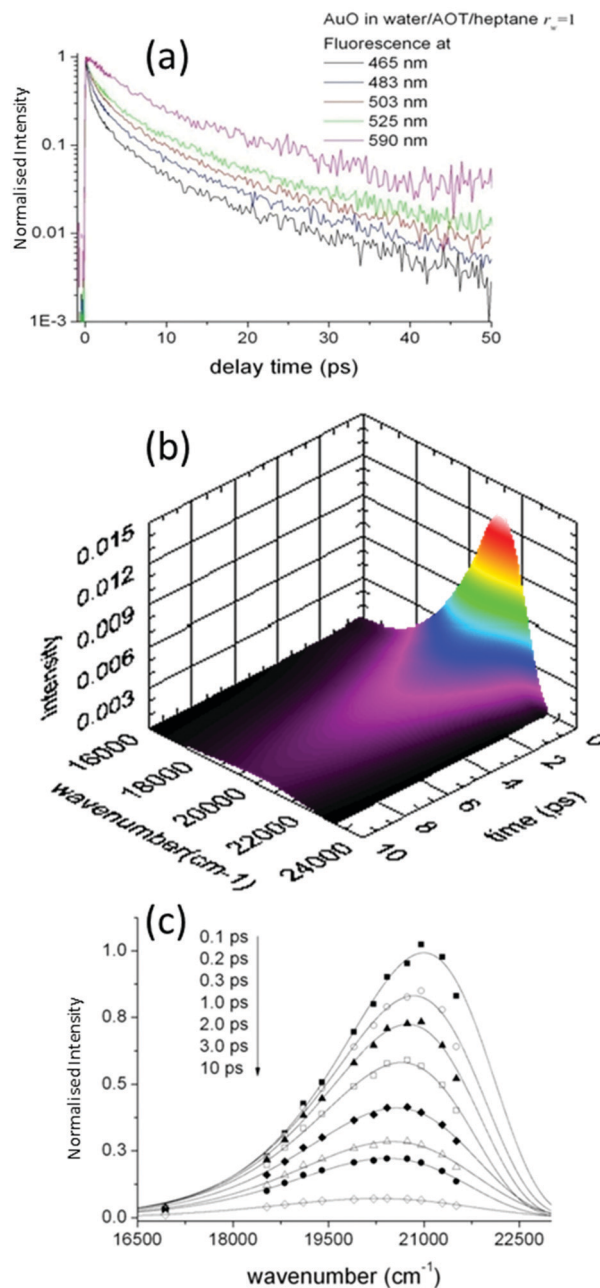 AuO in water/AOT/heptane r_w=1
(a)
Fluorescence at
465 nm
483 nm
503 nm
525 nm
590 nm
Normalised Intensity
1
0.1
0.01
1E-3
0 10 20 30 40 50
delay time (ps)
(b)
0.015
0.012
0.009
0.006
0.003
intensity
16000
18000
20000
22000
24000
wavenumber(cm-1)
10 8 6 4 2 0
time (ps)
(c)
0.1 ps
0.2 ps
0.3 ps
1.0 ps
2.0 ps
3.0 ps
10 ps
Normalised Intensity
1.0
0.5
0.3
0.0
16500 18000 19500 21000 22500
wavenumber (cm⁻¹)